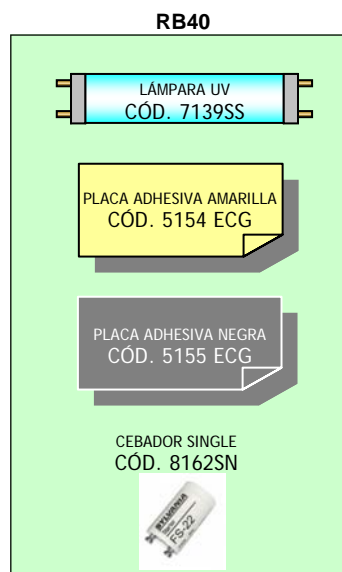 RB40
LÁMPARA UV
CÓD. 7139SS
PLACA ADHESIVA AMARILLA
CÓD. 5154 ECG
PLACA ADHESIVA NEGRA
CÓD. 5155 ECG
CEBADOR SINGLE
CÓD. 8162SN
SYLVANIA
FS-22